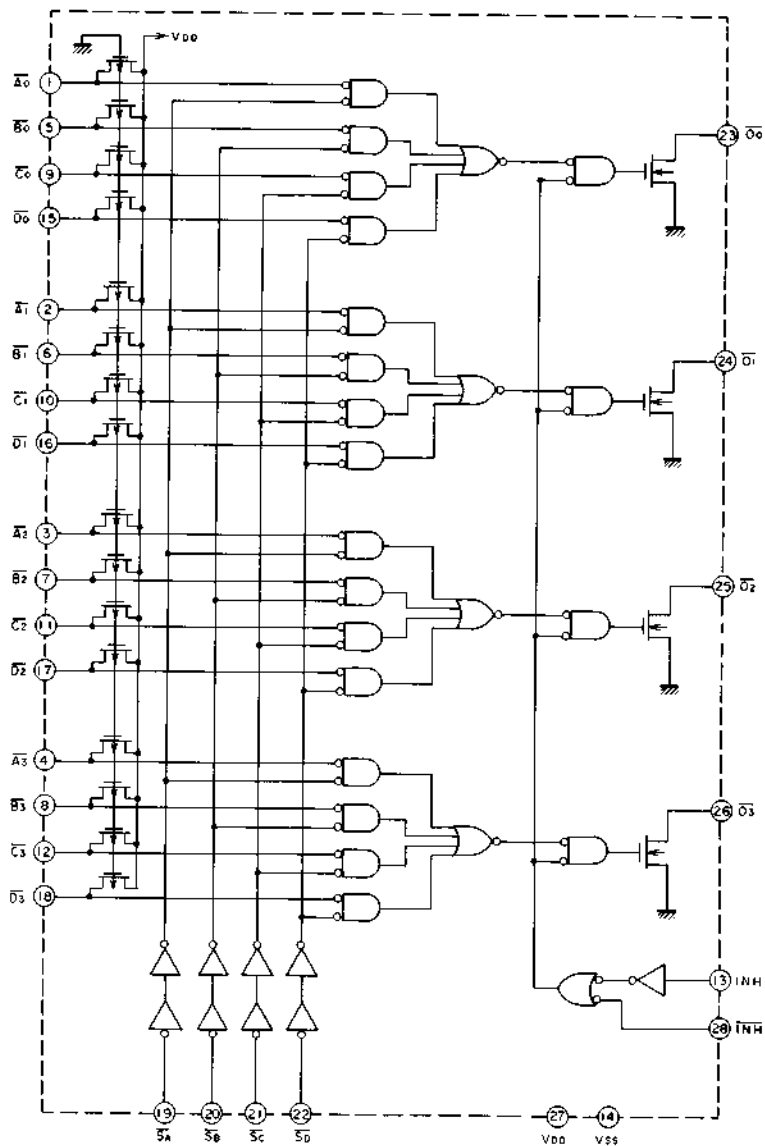 VDD
A0 1
B0 5
C0 9
D0 15
23 O0
A1 2
B1 6
C1 10
D1 16
24 O1
A2 3
B2 7
C2 11
D2 17
25 O2
A3 4
B3 8
C3 12
D3 18
26 O3
13 INH
28 INH
19 20 21 22 27 14
SA SB SC SD VDD VSS